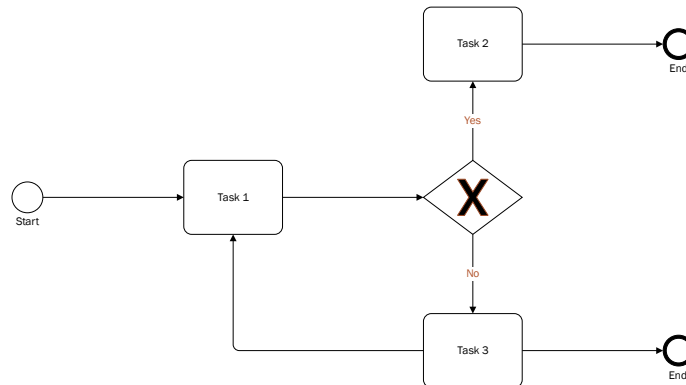 Task 2
End
Yes
Task 1
X
Start
No
Task 3
End